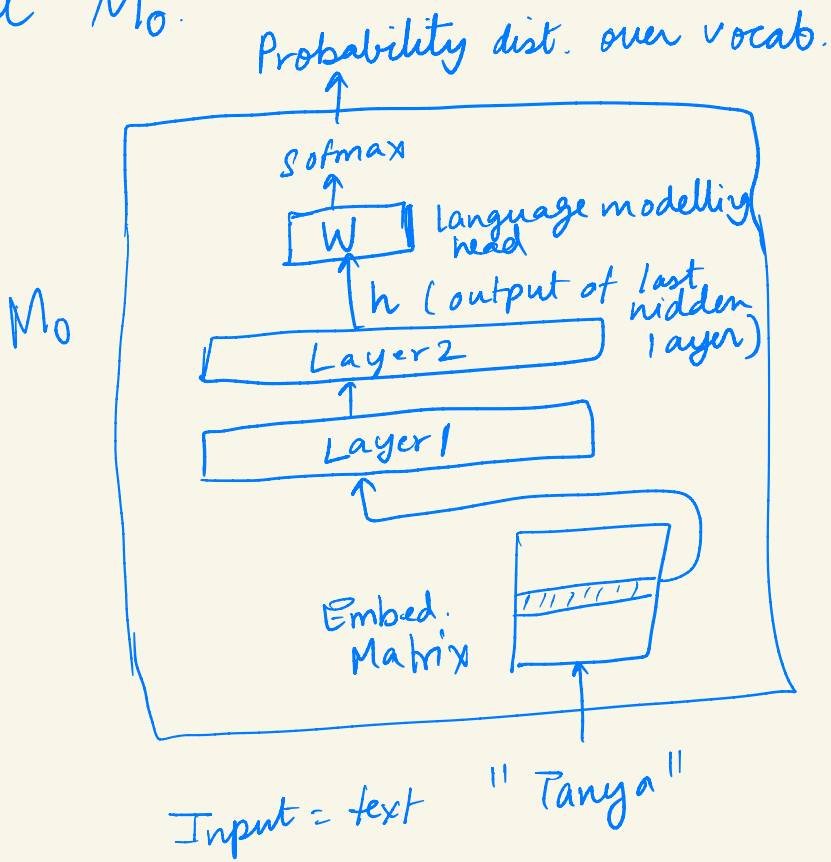 M₀.
Probability dist. over vocab.
Sofmax
W
language modelling
head
h (output of last
hidden
layer)
M₀
Layer 2
Layer 1
Embed.
Matrix
Input = text "Tanya"